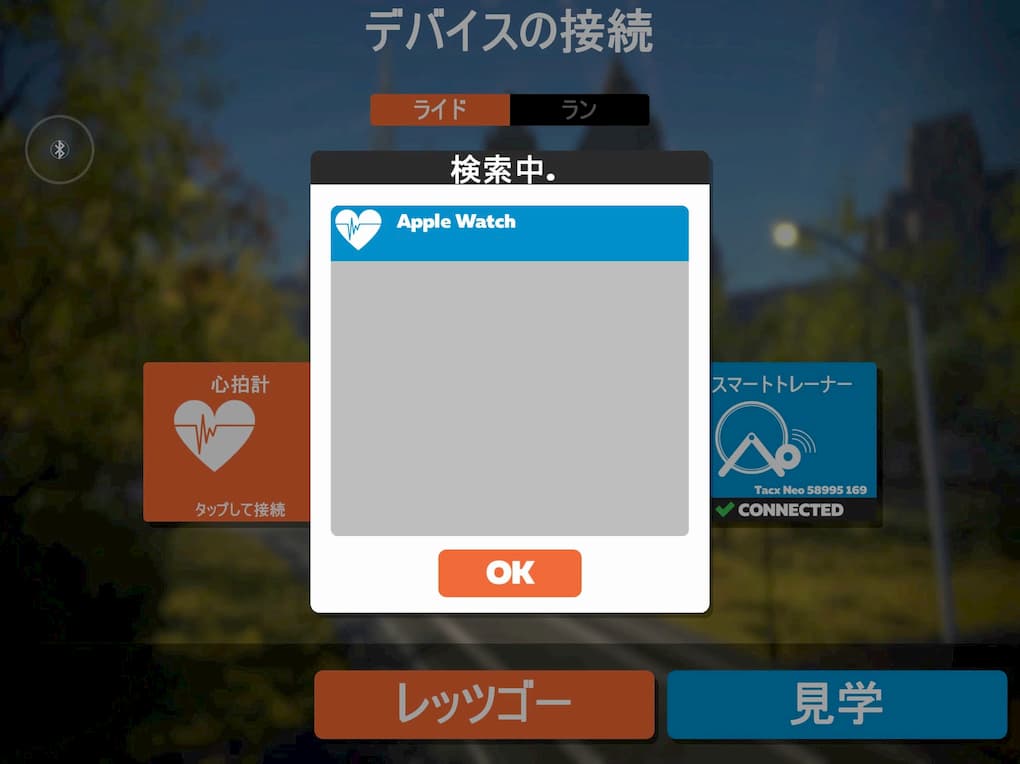 デバイスの接続
ライド
ラン
検索中.
Apple Watch
心拍計
タップして接続
スマートトレーナー
Tacx Neo 58995 169
CONNECTED
OK
レッツゴー
見学